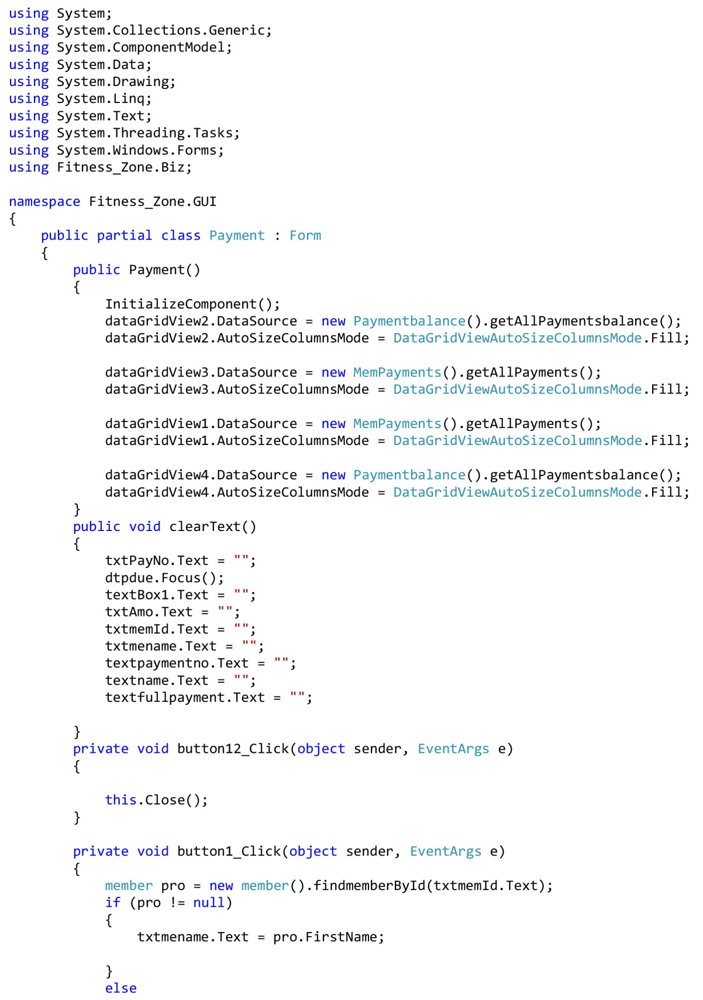 using System;
using System.Collections.Generic;
using System.ComponentModel;
using System.Data;
using System.Drawing;
using System.Linq;
using System.Text;
using System.Threading.Tasks;
using System.Windows.Forms;
using Fitness_Zone.Biz;

namespace Fitness_Zone.GUI
{
    public partial class Payment : Form
    {
        public Payment()
        {
            InitializeComponent();
            dataGridView2.DataSource = new Paymentbalance().getAllPaymentsbalance();
            dataGridView2.AutoSizeColumnsMode = DataGridViewAutoSizeColumnsMode.Fill;

            dataGridView3.DataSource = new MemPayments().getAllPayments();
            dataGridView3.AutoSizeColumnsMode = DataGridViewAutoSizeColumnsMode.Fill;

            dataGridView1.DataSource = new MemPayments().getAllPayments();
            dataGridView1.AutoSizeColumnsMode = DataGridViewAutoSizeColumnsMode.Fill;

            dataGridView4.DataSource = new Paymentbalance().getAllPaymentsbalance();
            dataGridView4.AutoSizeColumnsMode = DataGridViewAutoSizeColumnsMode.Fill;
        }
        public void clearText()
        {
            txtPayNo.Text = "";
            dtpdue.Focus();
            textBox1.Text = "";
            txtAmo.Text = "";
            txtmemId.Text = "";
            txtmename.Text = "";
            textpaymentno.Text = "";
            textname.Text = "";
            textfullpayment.Text = "";

        }
        private void button12_Click(object sender, EventArgs e)
        {

            this.Close();
        }

        private void button1_Click(object sender, EventArgs e)
        {
            member pro = new member().findmemberById(txtmemId.Text);
            if (pro != null)
            {
                txtmename.Text = pro.FirstName;

            }
            else